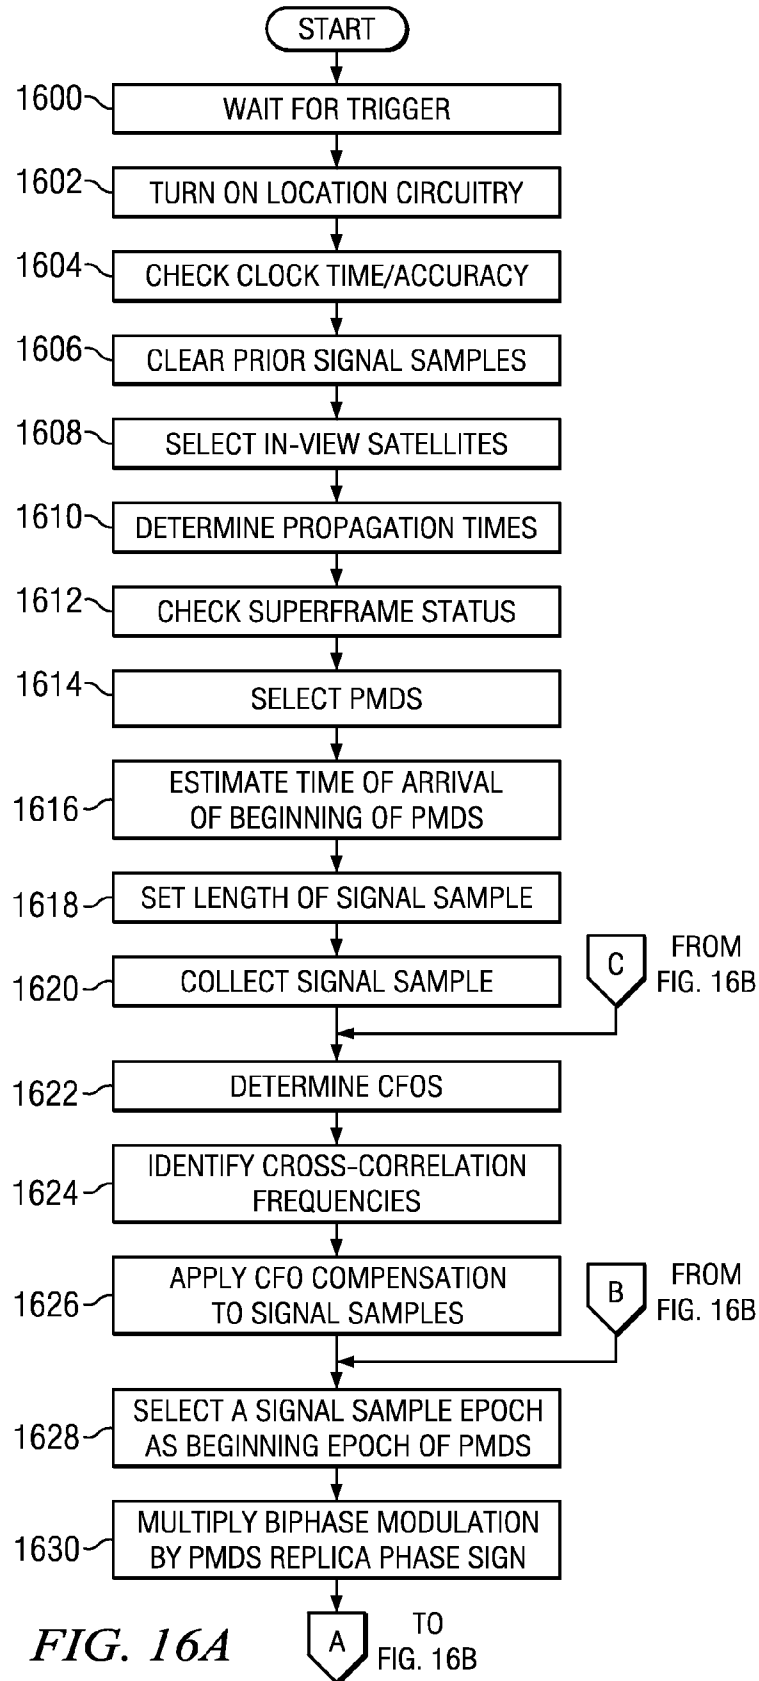 START
1600
WAIT FOR TRIGGER
1602
TURN ON LOCATION CIRCUITRY
1604
CHECK CLOCK TIME/ACCURACY
1606
CLEAR PRIOR SIGNAL SAMPLES
1608
SELECT IN-VIEW SATELLITES
1610
DETERMINE PROPAGATION TIMES
1612
CHECK SUPERFRAME STATUS
1614
SELECT PMDS
1616
ESTIMATE TIME OF ARRIVAL
OF BEGINNING OF PMDS
1618
SET LENGTH OF SIGNAL SAMPLE
1620
COLLECT SIGNAL SAMPLE
C
FROM
FIG. 16B
1622
DETERMINE CFOS
1624
IDENTIFY CROSS-CORRELATION
FREQUENCIES
1626
APPLY CFO COMPENSATION
TO SIGNAL SAMPLES
B
FROM
FIG. 16B
1628
SELECT A SIGNAL SAMPLE EPOCH
AS BEGINNING EPOCH OF PMDS
1630
MULTIPLY BIPHASE MODULATION
BY PMDS REPLICA PHASE SIGN
FIG. 16A
A
TO
FIG. 16B